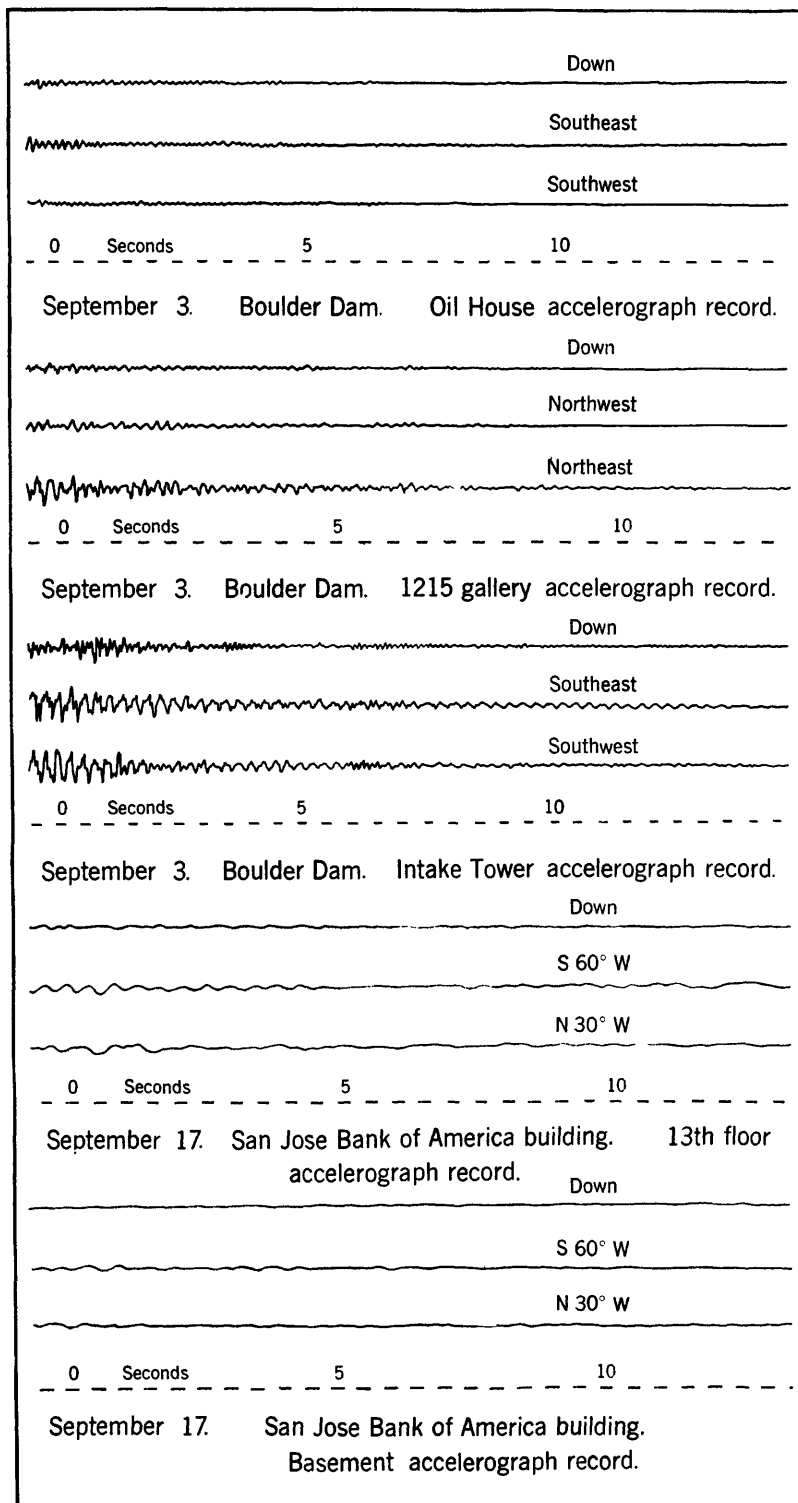 Down
Southeast
Southwest
0 Seconds 5 10
September 3. Boulder Dam. Oil House accelerograph record.
Down
Northwest
Northeast
0 Seconds 5 10
September 3. Boulder Dam. 1215 gallery accelerograph record.
Down
Southeast
Southwest
0 Seconds 5 10
September 3. Boulder Dam. Intake Tower accelerograph record.
Down
S 60° W
N 30° W
0 Seconds 5 10
September 17. San Jose Bank of America building. 13th floor
accelerograph record.
Down
S 60° W
N 30° W
0 Seconds 5 10
September 17. San Jose Bank of America building.
Basement accelerograph record.